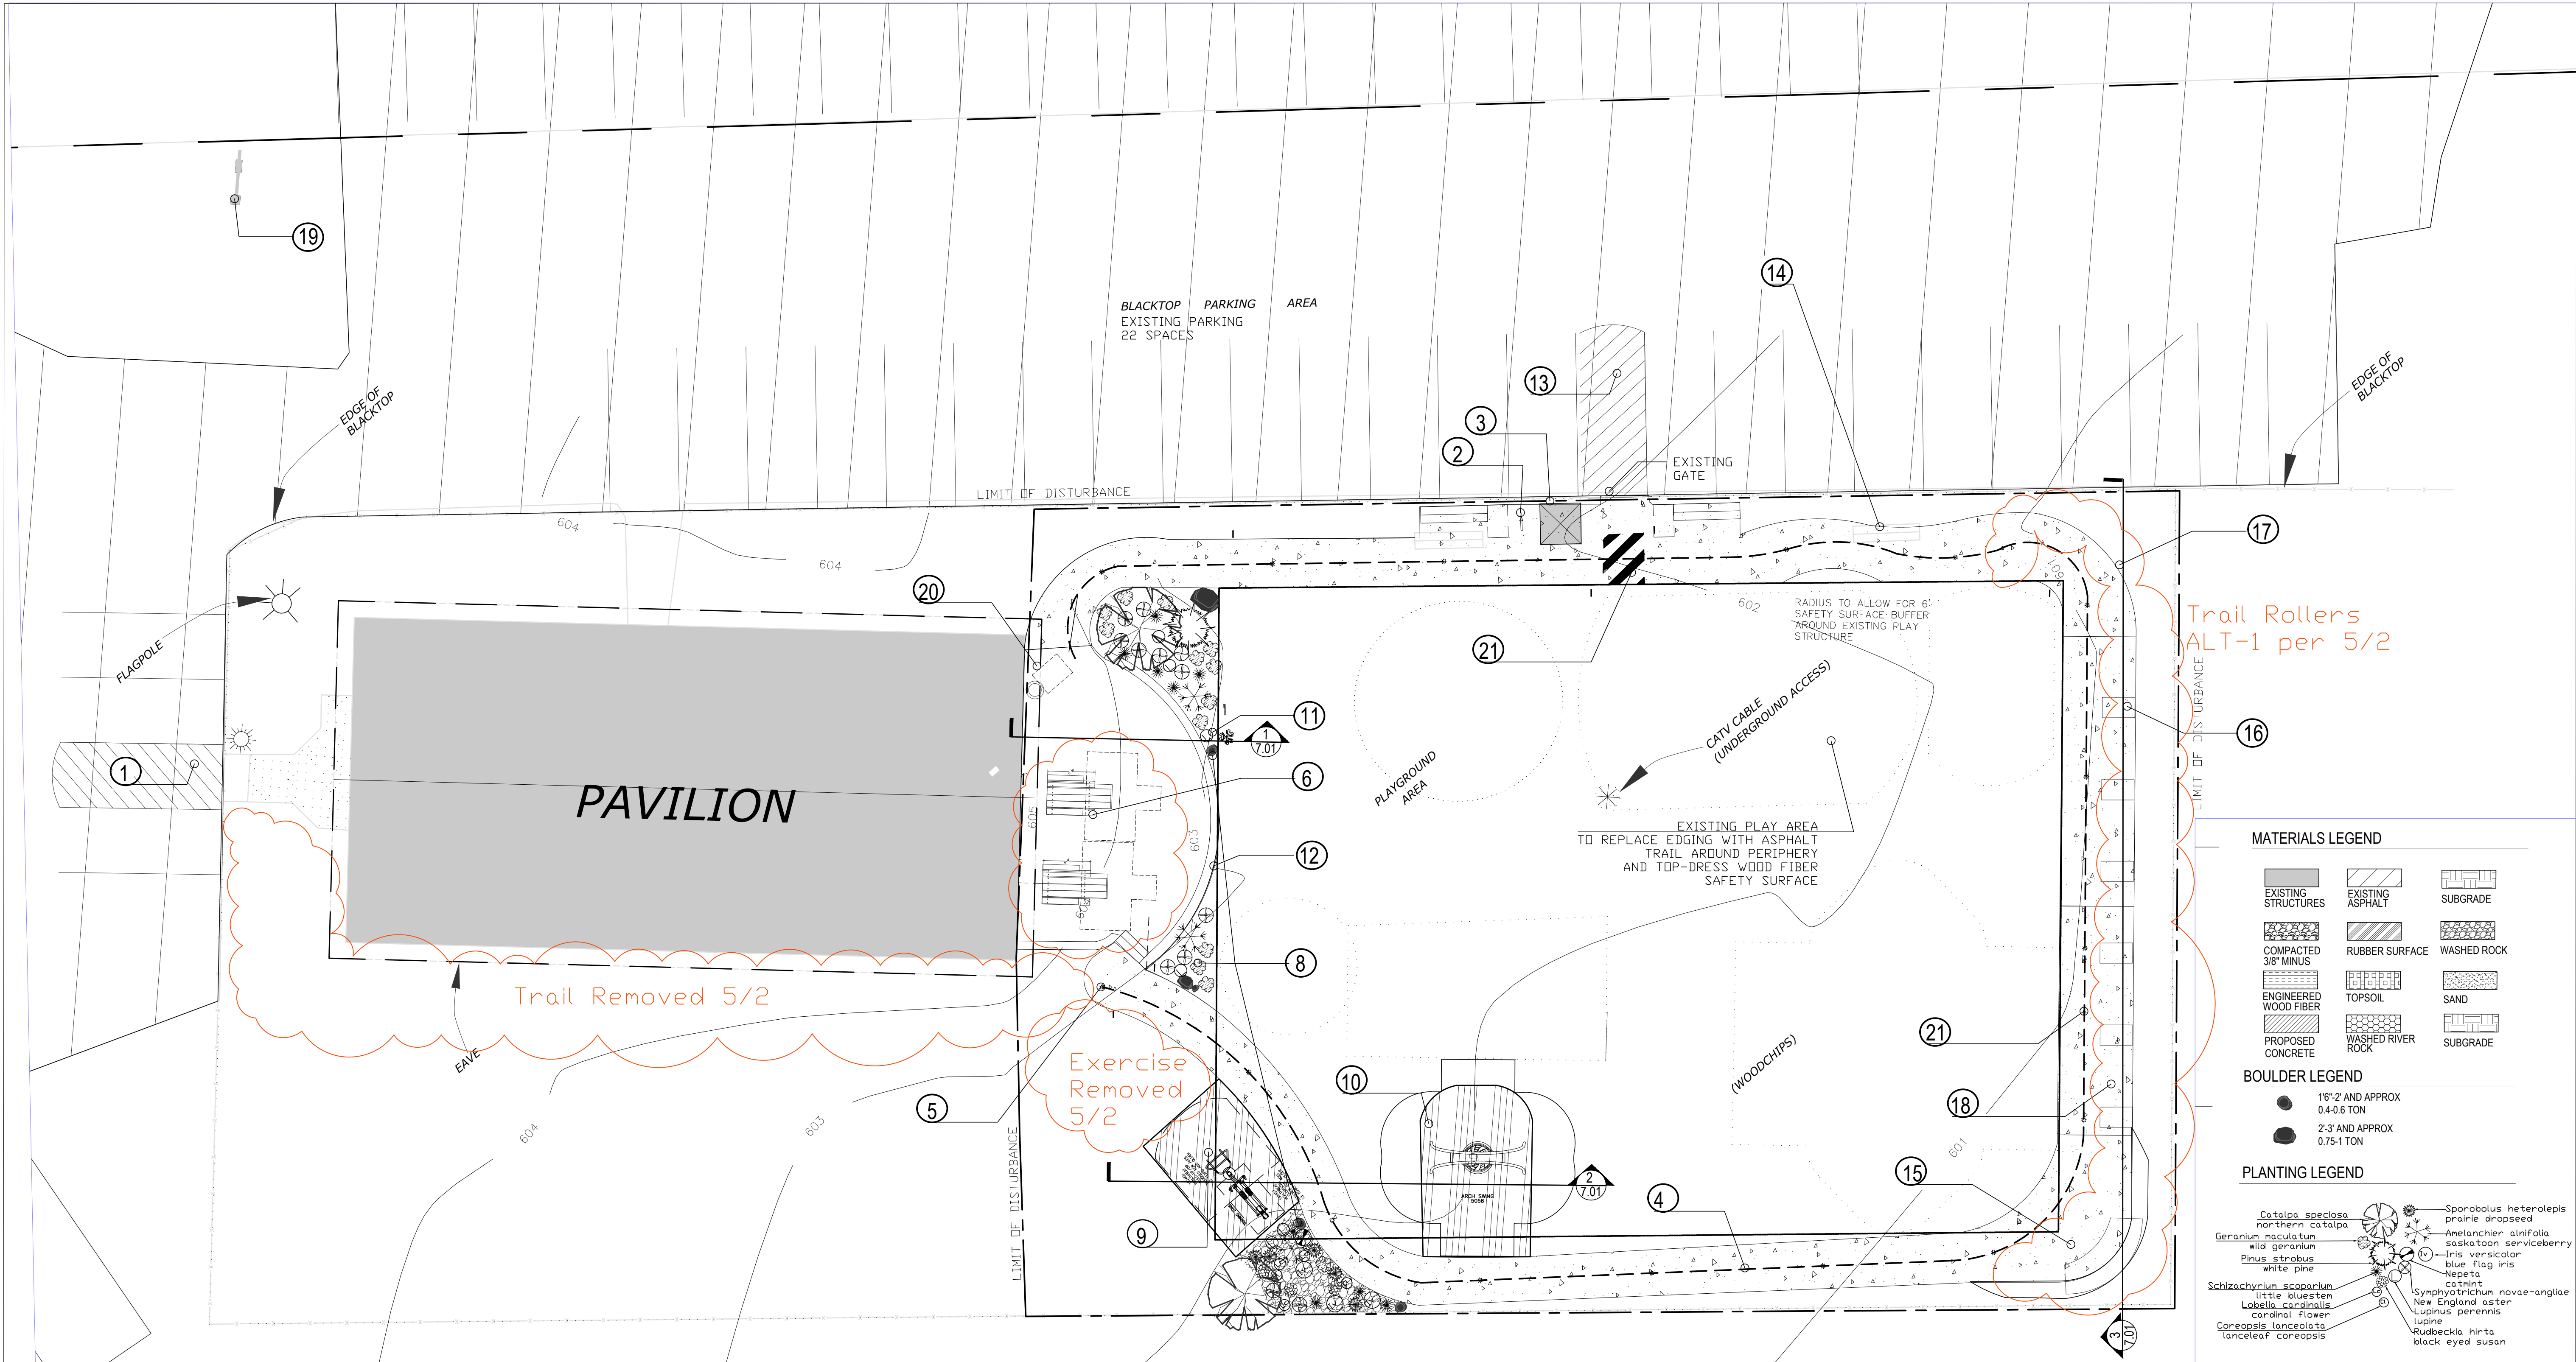 19
BLACKTOP PARKING AREA
EXISTING PARKING
22 SPACES
14
13
3
2
EXISTING
GATE
EDGE OF
BLACKTOP
EDGE OF
BLACKTOP
LIMIT OF DISTURBANCE
604
604
17
20
601
602
RADIUS TO ALLOW FOR 6'
SAFETY SURFACE BUFFER
AROUND EXISTING PLAY
STRUCTURE
Trail Rollers
ALT-1 per 5/2
21
FLAGPOLE
11
1
7.01
CATV CABLE
(UNDERGROUND ACCESS)
LIMIT OF DISTURBANCE
16
1
6
PLAYGROUND
AREA
PAVILION
605
603
604
EXISTING PLAY AREA
TO REPLACE EDGING WITH ASPHALT
TRAIL AROUND PERIPHERY
AND TOP-DRESS WOOD FIBER
SAFETY SURFACE
12
8
Trail Removed 5/2
EAVE
Exercise
Removed
5/2
5
10
(WOODCHIPS)
21
18
604
603
LIMIT OF DISTURBANCE
601
2
7.01
ARCH SWING
5058
9
4
15
3
7.01
MATERIALS LEGEND
EXISTING
STRUCTURES
EXISTING
ASPHALT
SUBGRADE
COMPACTED
3/8" MINUS
RUBBER SURFACE
WASHED ROCK
ENGINEERED
WOOD FIBER
TOPSOIL
SAND
PROPOSED
CONCRETE
WASHED RIVER
ROCK
SUBGRADE
BOULDER LEGEND
1'6"-2' AND APPROX
0.4-0.6 TON
2'-3' AND APPROX
0.75-1 TON
PLANTING LEGEND
Catalpa speciosa
northern catalpa
Geranium maculatum
wild geranium
Pinus strobus
white pine
Schizachyrium scoparium
little bluestem
Lobelia cardinalis
cardinal flower
Coreopsis lanceolata
lanceleaf coreopsis
Sporobolus heterolepis
prairie dropseed
Amelanchier alnifolia
saskatoon serviceberry
Iris versicolor
blue flag iris
Nepeta
catmint
Symphyotrichum novae-angliae
New England aster
Lupinus perennis
lupine
Rudbeckia hirta
black eyed susan